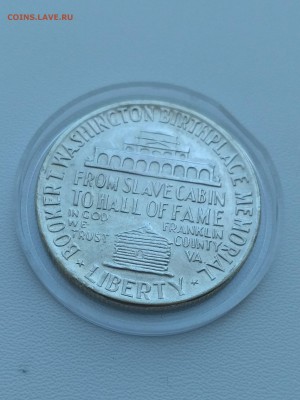 COINS.LAVE.RU
BOOKER T. WASHINGTON BIRTHPLACE MEMORIAL
FROM SLAVE CABIN
TO HALL OF FAME
IN GOD
WE
TRUST
FRANKLIN
COUNTY
VA.
★ LIBERTY ★